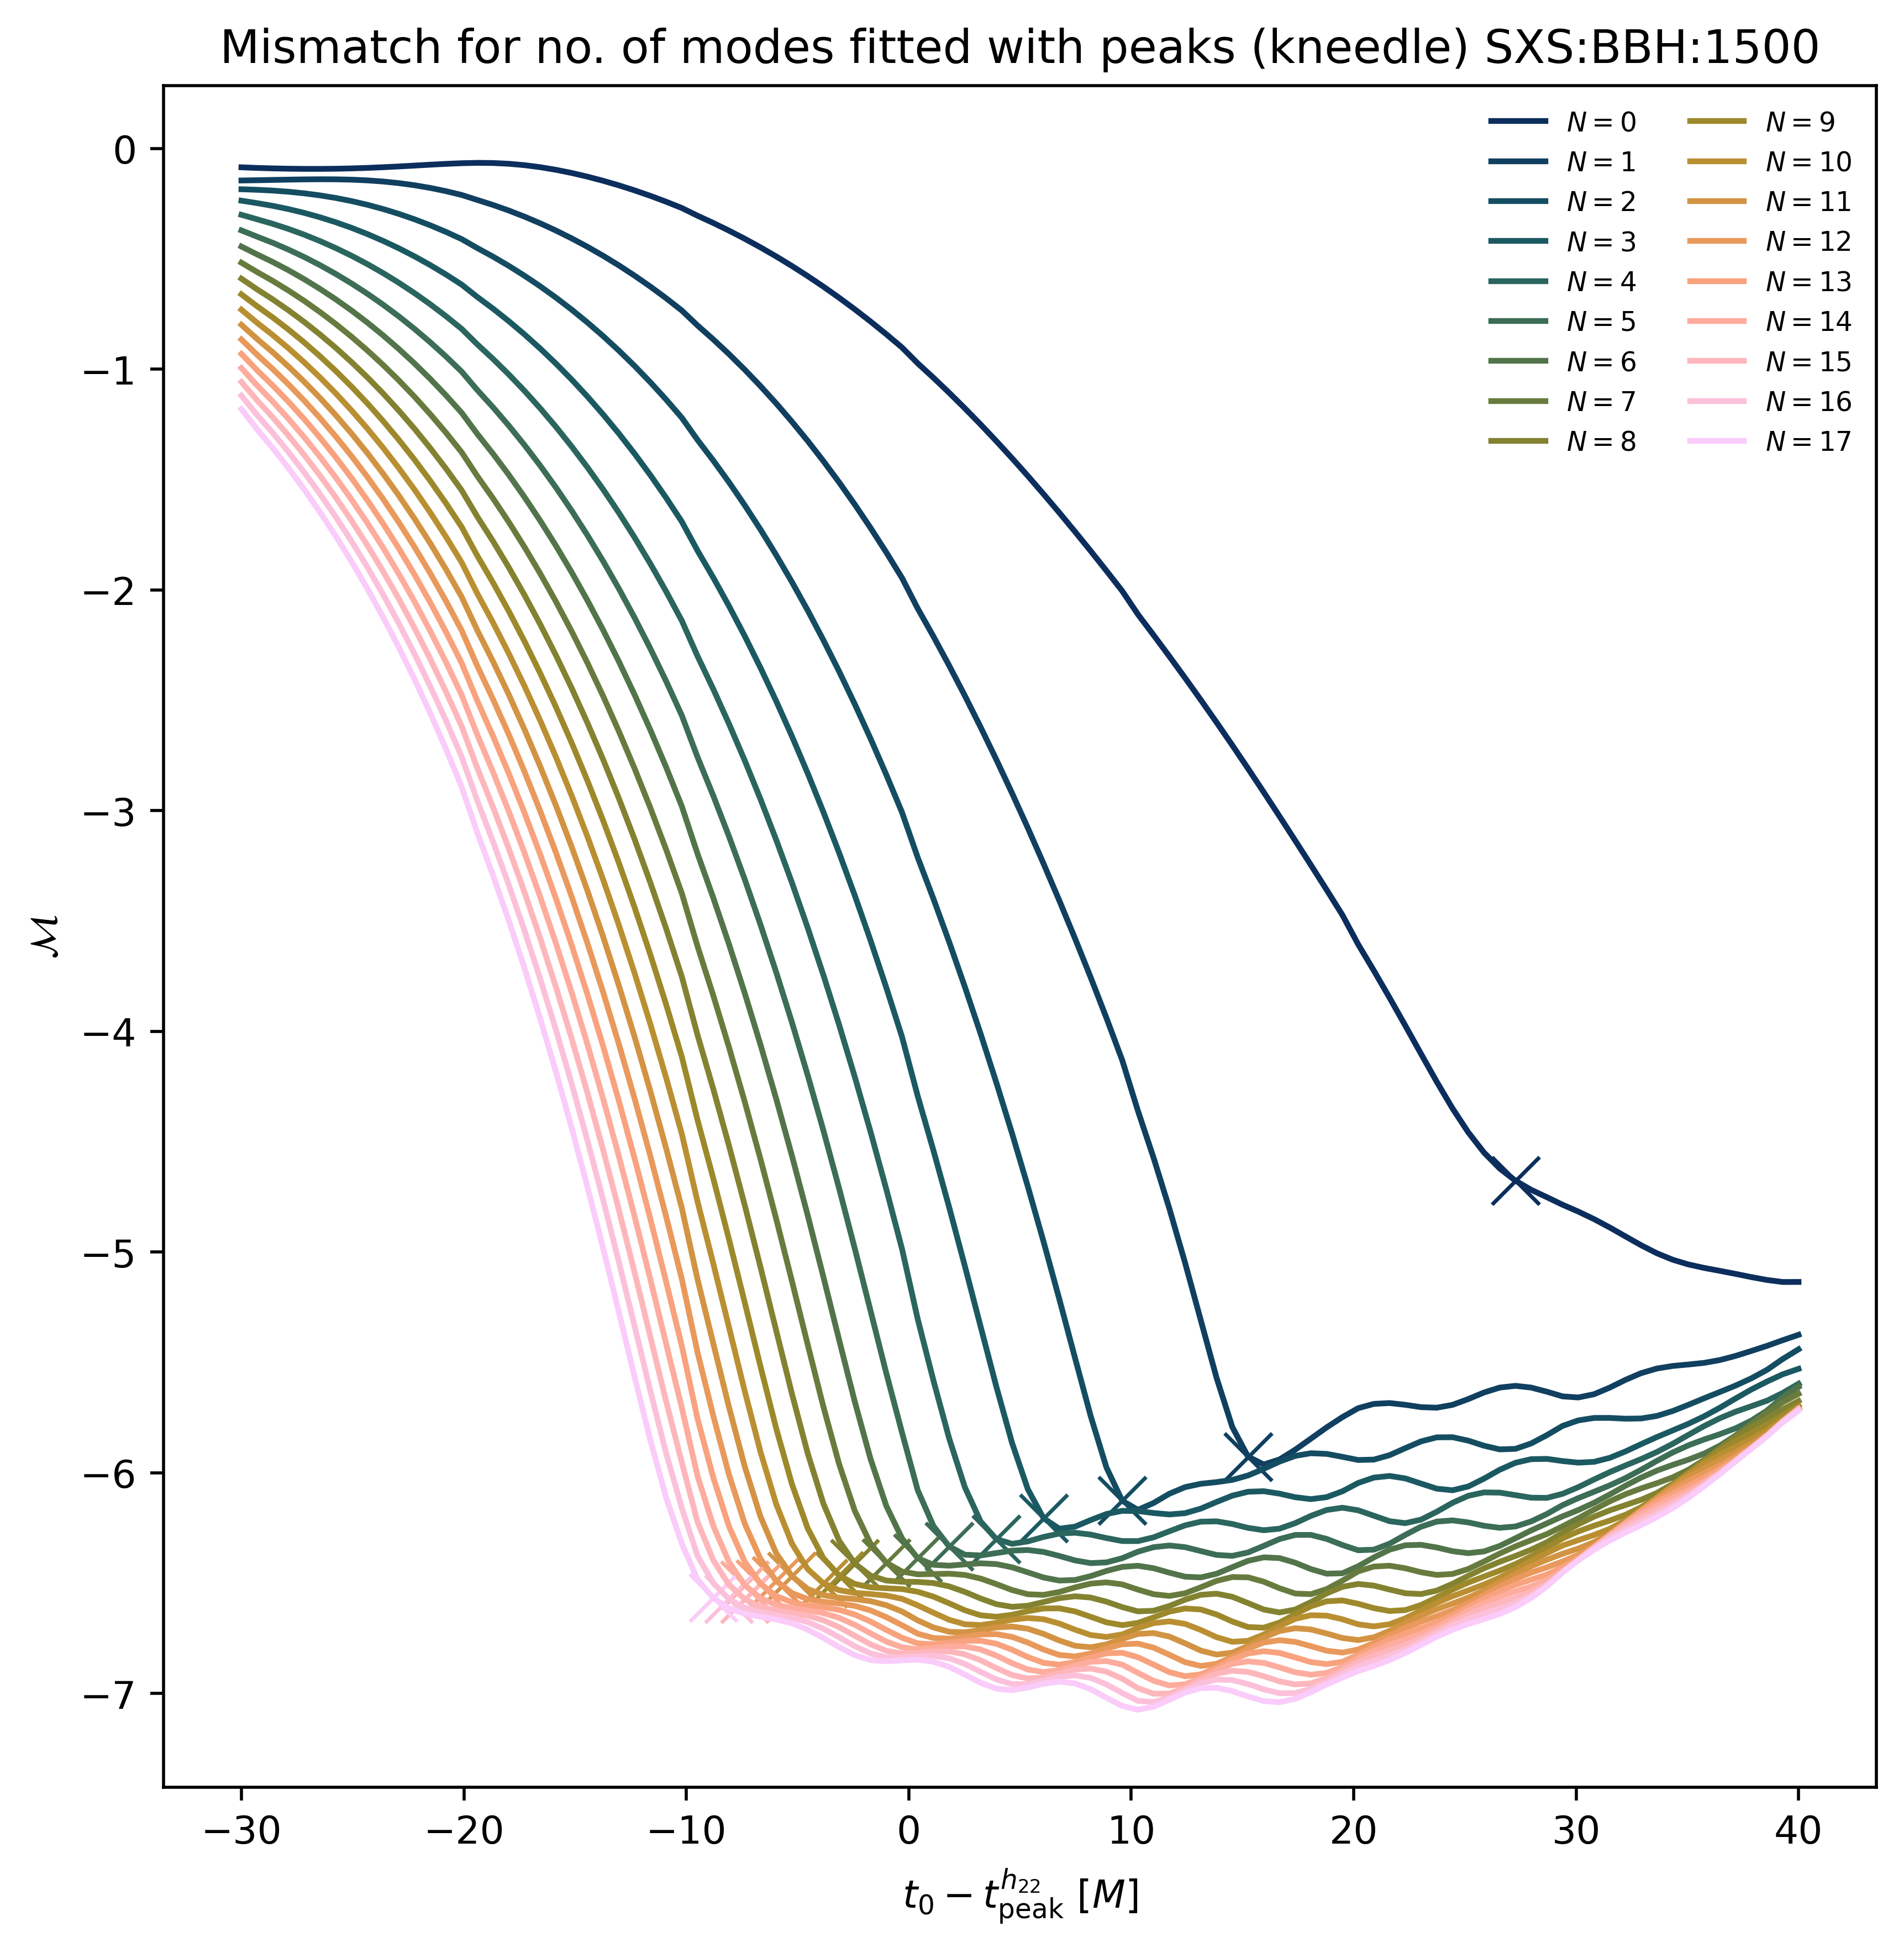 Mismatch for no. of modes fitted with peaks (kneedle) SXS:BBH:1500
0
−1
−2
−3
−4
−5
−6
−7
ℳ
N = 0
N = 1
N = 2
N = 3
N = 4
N = 5
N = 6
N = 7
N = 8
N = 9
N = 10
N = 11
N = 12
N = 13
N = 14
N = 15
N = 16
N = 17
−30 −20 −10 0 10 20 30 40
t₀ − t_peak^{h₂₂} [M]